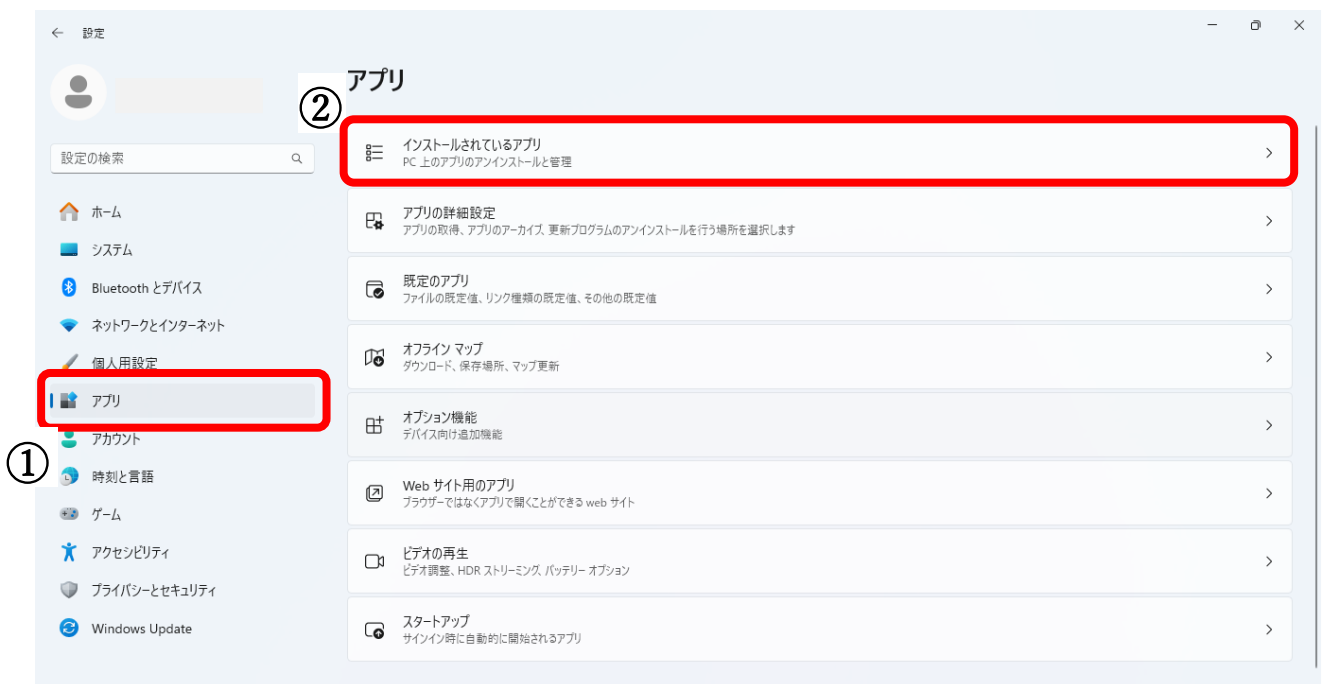 設定
アプリ
②
設定の検索
ホーム
システム
Bluetooth とデバイス
ネットワークとインターネット
個人用設定
アプリ
①
アカウント
時刻と言語
ゲーム
アクセシビリティ
プライバシーとセキュリティ
Windows Update
インストールされているアプリ
PC 上のアプリのアンインストールと管理
アプリの詳細設定
アプリの取得、アプリのアーカイブ、更新プログラムのアンインストールを行う場所を選択します
既定のアプリ
ファイルの既定値、リンク種類の既定値、その他の既定値
オフライン マップ
ダウンロード、保存場所、マップ更新
オプション機能
デバイス向け追加機能
Web サイト用のアプリ
ブラウザーではなくアプリで開くことができる web サイト
ビデオの再生
ビデオ調整、HDR ストリーミング、バッテリー オプション
スタートアップ
サインイン時に自動的に開始されるアプリ